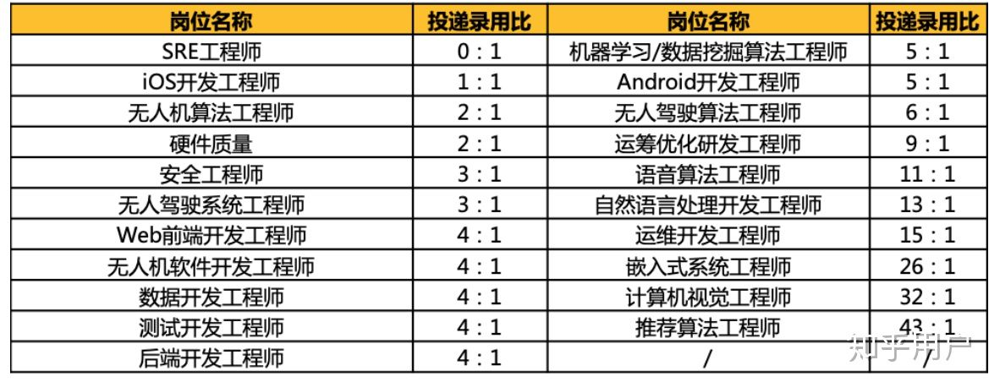 岗位名称 投递录用比 岗位名称 投递录用比
SRE工程师 0：1 机器学习/数据挖掘算法工程师 5：1
iOS开发工程师 1：1 Android开发工程师 5：1
无人机算法工程师 2：1 无人驾驶算法工程师 6：1
硬件质量 2：1 运筹优化研发工程师 9：1
安全工程师 3：1 语音算法工程师 11：1
无人驾驶系统工程师 3：1 自然语言处理开发工程师 13：1
Web前端开发工程师 4：1 运维开发工程师 15：1
无人机软件开发工程师 4：1 嵌入式系统工程师 26：1
数据开发工程师 4：1 计算机视觉工程师 32：1
测试开发工程师 4：1 推荐算法工程师 43：1
后端开发工程师 4：1 / /
知乎用户